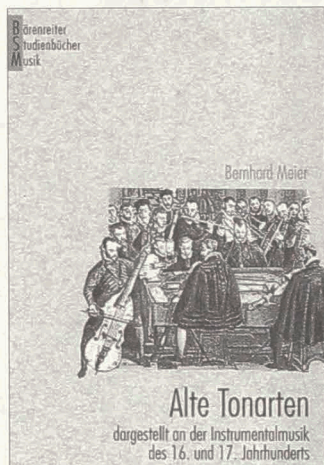 Bärenreiter
Studienbücher
Musik
Bernhard Meier
Alte Tonarten
dargestellt an der Instrumentalmusik
des 16. und 17. Jahrhunderts